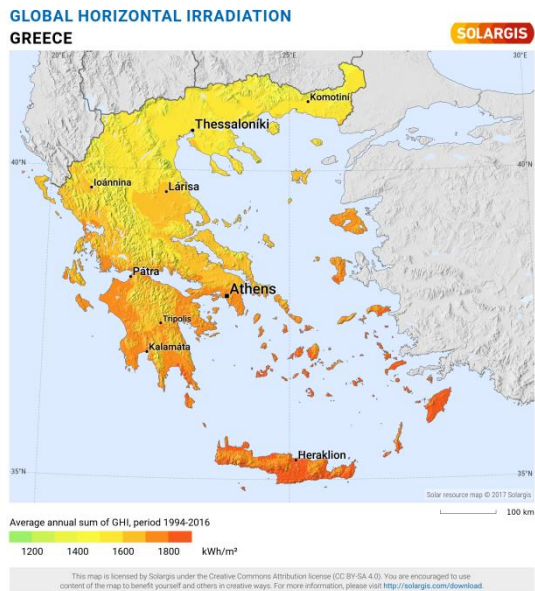 GLOBAL HORIZONTAL IRRADIATION
GREECE
SOLARGIS
20°E
25°E
30°E
Komotiní
Thessaloníki
40°N
40°N
Ioánnina
Lárisa
Pátra
Athens
Tripolis
Kalamáta
Heraklion
35°N
35°N
Solar resource map © 2017 Solargis
100 km
Average annual sum of GHI, period 1994-2016
1200 1400 1600 1800 kWh/m²
This map is licensed by Solargis under the Creative Commons Attribution license (CC BY-SA 4.0). You are encouraged to use
content of the map to benefit yourself and others in creative ways. For more information, please visit http://solargis.com/download.